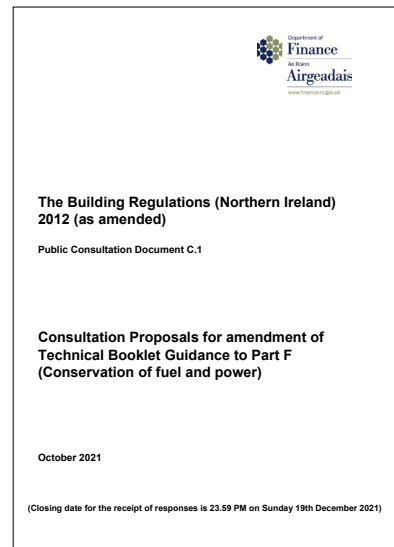 Department of
Finance
An Roinn
Airgeadais
www.finance-ni.gov.uk
The Building Regulations (Northern Ireland)
2012 (as amended)
Public Consultation Document C.1
Consultation Proposals for amendment of
Technical Booklet Guidance to Part F
(Conservation of fuel and power)
October 2021
(Closing date for the receipt of responses is 23.59 PM on Sunday 19th December 2021)